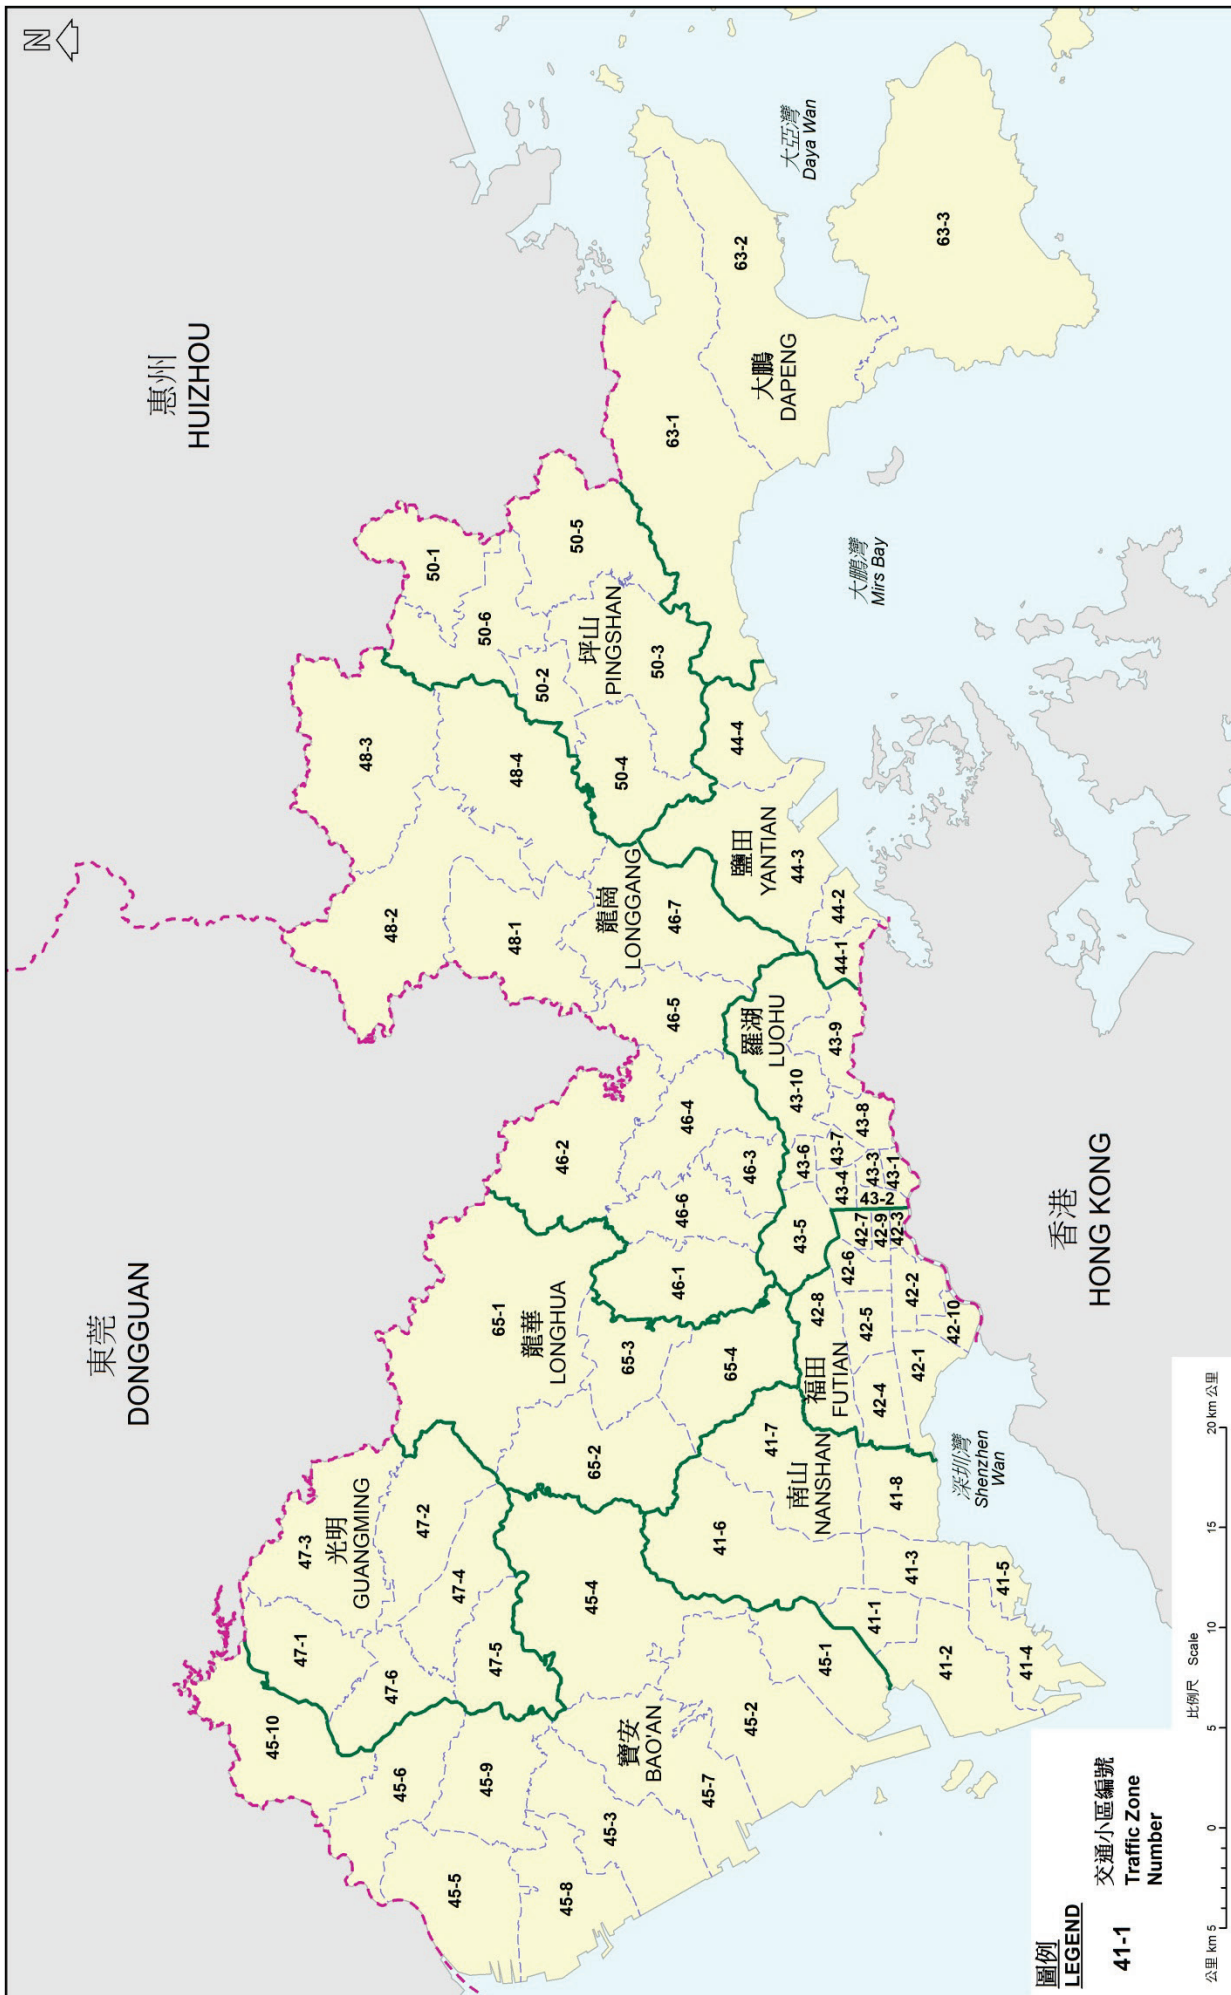 N
東莞
DONGGUAN
惠州
HUIZHOU
45-10
47-1
47-3
光明
GUANGMING
47-6
47-2
47-4
47-5
45-6
45-5
45-9
45-8
45-3
寶安
BAO'AN
45-4
45-7
45-2
45-1
65-1
龍華
LONGHUA
65-2
65-3
65-4
41-6
41-7
南山
NANSHAN
41-8
41-1
41-3
41-2
41-5
41-4
48-3
48-2
48-4
48-1
龍崗
LONGGANG
46-7
46-5
46-2
46-4
46-6
46-3
46-1
50-1
50-6
50-5
50-2
坪山
PINGSHAN
50-3
50-4
63-1
63-2
大鵬
DAPENG
63-3
大亞灣
Daya Wan
44-4
鹽田
YANTIAN
44-3
44-2
44-1
羅湖
LUOHU
43-10
43-9
43-6
43-7
43-8
43-5
43-4
43-3
43-1
43-2
42-7
42-9
42-3
42-6
42-8
42-5
42-2
42-10
42-4
42-1
福田
FUTIAN
大鵬灣
Mirs Bay
深圳灣
Shenzhen
Wan
香港
HONG KONG
圖例
LEGEND
41-1
交通小區編號
Traffic Zone
Number
比例尺 Scale
公里 km 5 0 5 10 15 20 km 公里